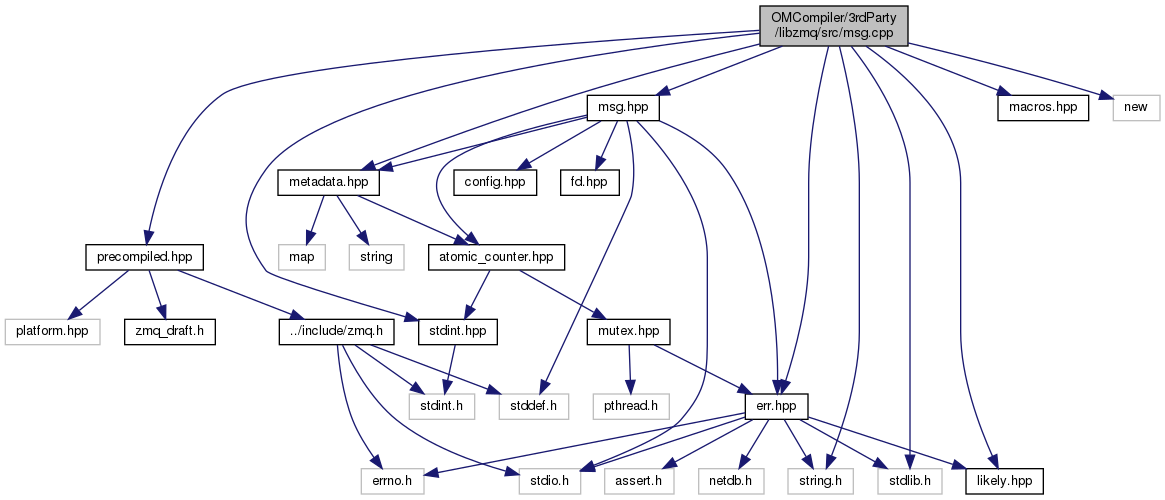 OMCompiler/3rdParty
/libzmq/src/msg.cpp
msg.hpp
macros.hpp
new
metadata.hpp
config.hpp
fd.hpp
precompiled.hpp
map
string
atomic_counter.hpp
platform.hpp
zmq_draft.h
../include/zmq.h
stdint.hpp
mutex.hpp
stdint.h
stddef.h
pthread.h
err.hpp
errno.h
stdio.h
assert.h
netdb.h
string.h
stdlib.h
likely.hpp